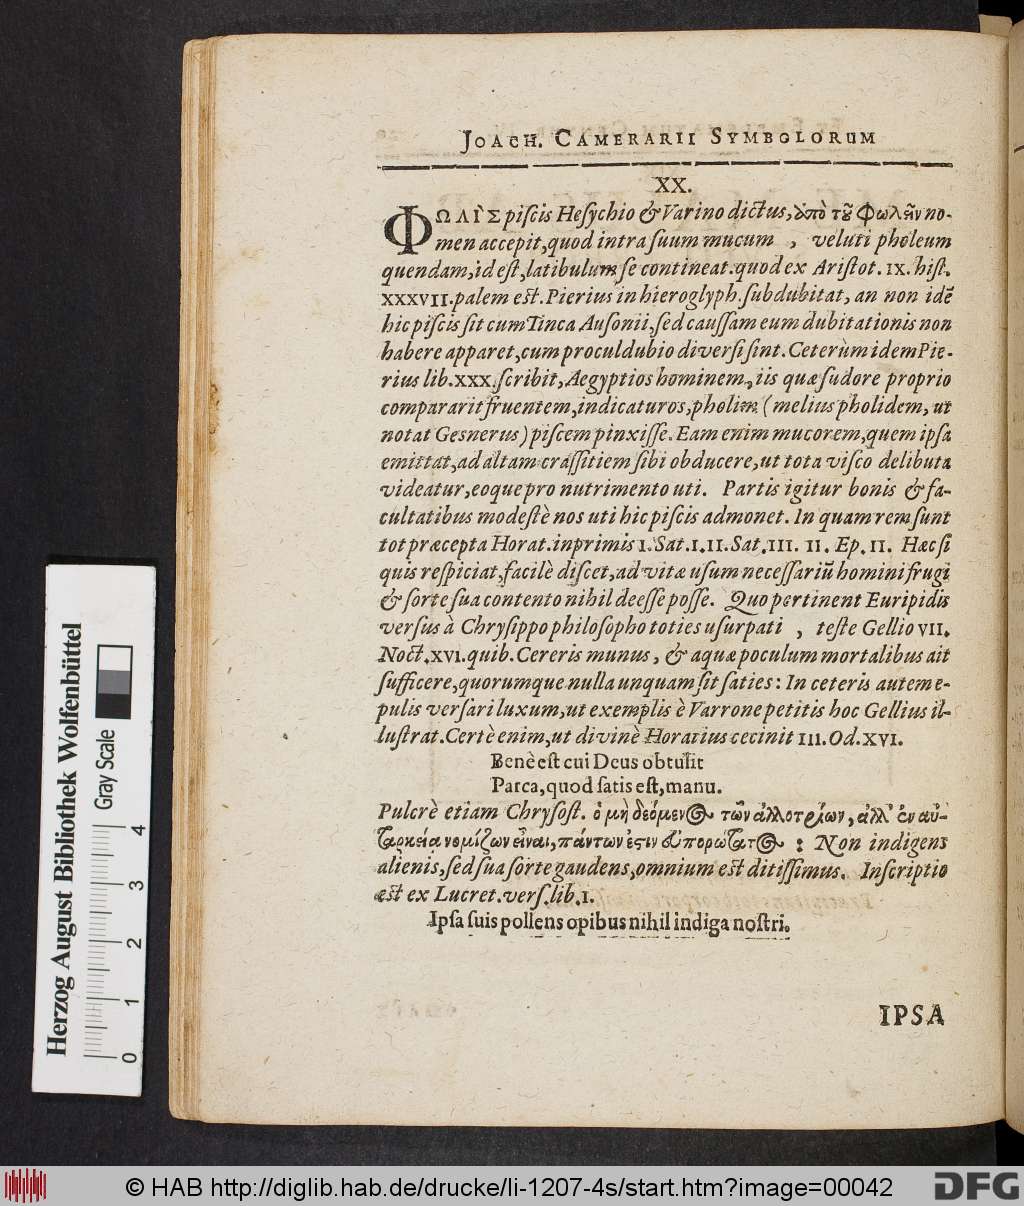 JOACH. CAMERARII SYMBGLORUM
XX.
ΦΩΛῚΣ piſcis Heſychio & Varino dictus, ἀπὸ τοῦ φωλεῖν no-
men accepit, quod intra ſuum mucum , veluti pholeum
quendam, id eſt, latibulum ſe contineat. quod ex Ariſtot. IX. hiſt.
XXXVII. palem eſt. Pierius in hieroglyph. ſubdubitat, an non idē
hic piſcis ſit cum Tinca Auſonii, ſed cauſſam eum dubitationis non
habere apparet, cum proculdubio diverſi ſint. Ceterùm idem Pie-
rius lib. XXX. ſcribit, Aegyptios hominem, iis quæ ſudore proprio
compararit fruentem, indicaturos, pholim (melius pholidem, ut
notat Geſnerus) piſcem pinxiſſe. Eam enim mucorem, quem ipſa
emittat, ad altam craſſitiem ſibi obducere, ut tota viſco delibuta
videatur, eoque pro nutrimento uti. Partis igitur bonis & fa-
cultatibus modeſtè nos uti hic piſcis admonet. In quam rem ſunt
tot præcepta Horat. inprimis I. Sat. I. II. Sat. III. II. Ep. II. Hæc ſi
quis reſpiciat, facilè diſcet, ad vitæ uſum neceſſariū homini frugi
& ſorte ſua contento nihil deeſſe poſſe. Quo pertinent Euripidis
verſus à Chryſippo philoſopho toties uſurpati , teſte Gellio VII.
Noct. XVI. quib. Cereris munus, & aquæ poculum mortalibus ait
ſufficere, quorumque nulla unquam ſit ſaties: In ceteris autem e-
pulis verſari luxum, ut exemplis è Varrone petitis hoc Gellius il-
luſtrat. Certè enim, ut divinè Horatius cecinit III. Od. XVI.
Benè eſt cui Deus obtulit
Parca, quod ſatis eſt, manu.
Pulcrè etiam Chryſoſt. ὁ μὴ δεόμενος τῶν ἀλλοτρίων, ἀλλ' ἐν αὐ-
ταρκείᾳ νομίζων εἶναι, πάντων ἐστὶν εὐπορώτατος : Non indigens
alienis, ſed ſua ſorte gaudens, omnium eſt ditiſſimus. Inſcriptio
æst ex Lucret. verſ. lib. I.
Ipſa ſuis pollens opibus nihil indiga noſtri.
IPSA
Herzog August Bibliothek Wolfenbüttel
Gray Scale
0 1 2 3 4
© HAB http://diglib.hab.de/drucke/li-1207-4s/start.htm?image=00042
DFG